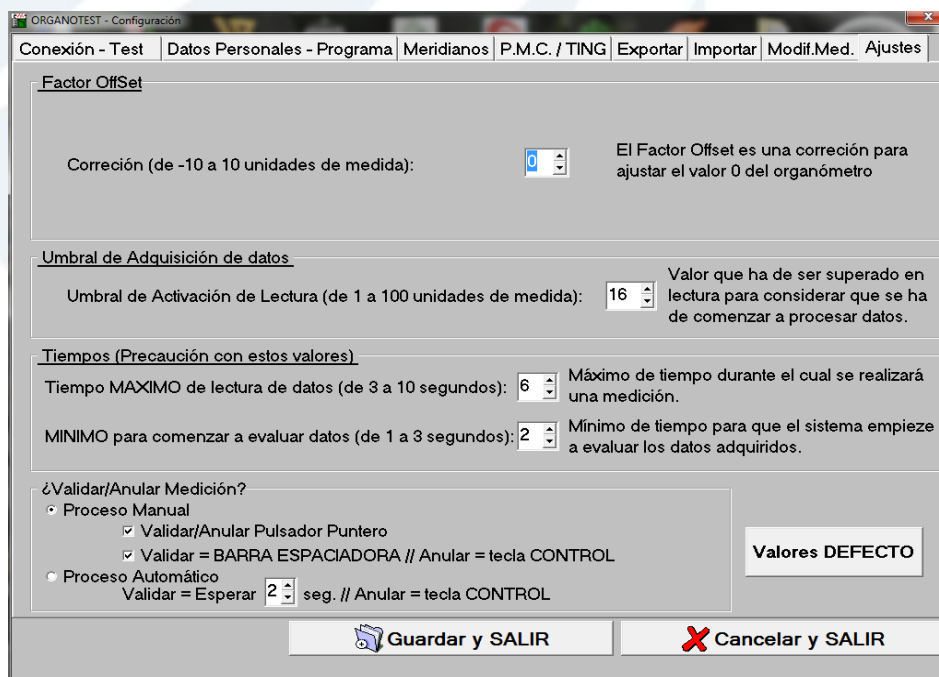 ORGANOTEST - Configuración
Conexión - Test
Datos Personales - Programa
Meridianos
P.M.C. / TING
Exportar
Importar
Modif.Med.
Ajustes
Factor OffSet
Correción (de -10 a 10 unidades de medida):
0
El Factor Offset es una correción para
ajustar el valor 0 del organómetro
Umbral de Adquisición de datos
Umbral de Activación de Lectura (de 1 a 100 unidades de medida):
16
Valor que ha de ser superado en
lectura para considerar que se ha
de comenzar a procesar datos.
Tiempos (Precaución con estos valores)
Tiempo MAXIMO de lectura de datos (de 3 a 10 segundos):
6
Máximo de tiempo durante el cual se realizará
una medición.
MINIMO para comenzar a evaluar datos (de 1 a 3 segundos):
2
Mínimo de tiempo para que el sistema empieze
a evaluar los datos adquiridos.
¿Validar/Anular Medición?
Proceso Manual
Validar/Anular Pulsador Puntero
Validar = BARRA ESPACIADORA // Anular = tecla CONTROL
Proceso Automático
Validar = Esperar 2 seg. // Anular = tecla CONTROL
Valores DEFECTO
Guardar y SALIR
Cancelar y SALIR